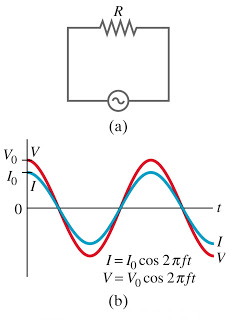 R
(a)
V₀ V
I₀ I
0 t
I
V
I = I₀ cos 2πft
V = V₀ cos 2πft
(b)